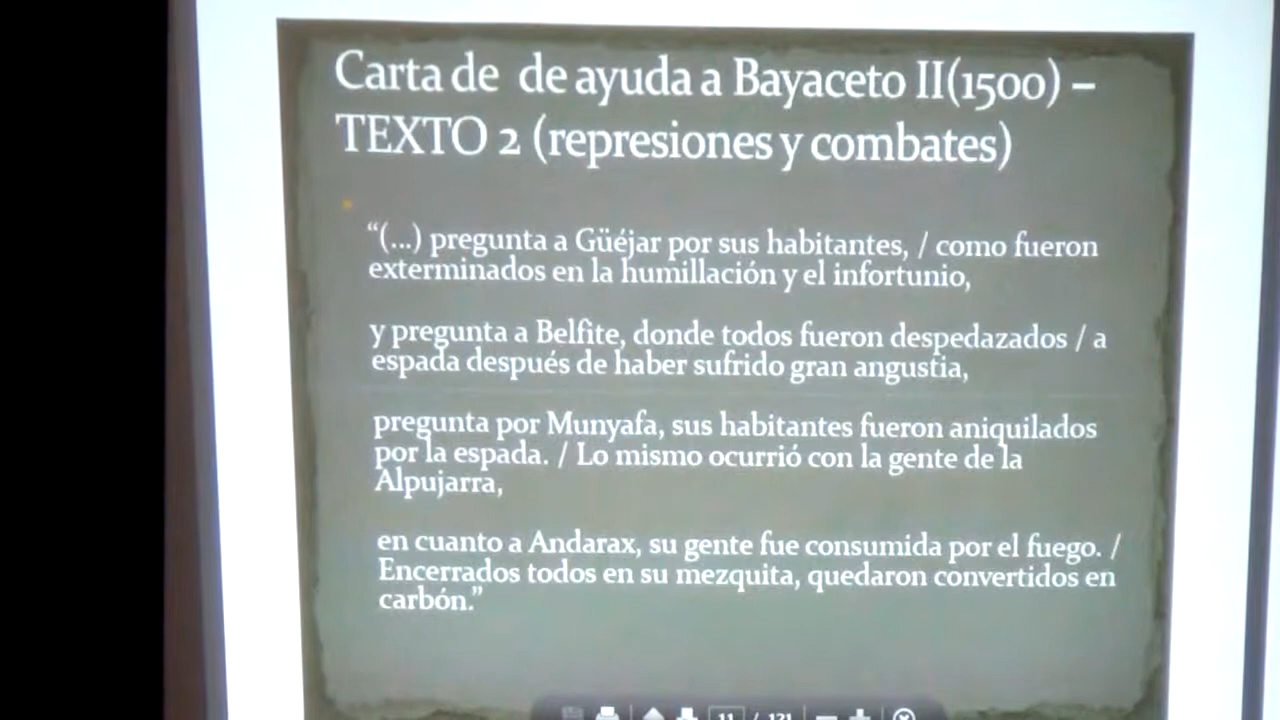 Carta de de ayuda a Bayaceto II(1500) –
TEXTO 2 (represiones y combates)
“(...) pregunta a Güéjar por sus habitantes, / como fueron
exterminados en la humillación y el infortunio,
y pregunta a Belfite, donde todos fueron despedazados / a
espada después de haber sufrido gran angustia,
pregunta por Munyafa, sus habitantes fueron aniquilados
por la espada. / Lo mismo ocurrió con la gente de la
Alpujarra,
en cuanto a Andarax, su gente fue consumida por el fuego. /
Encerrados todos en su mezquita, quedaron convertidos en
carbón.”
11 / 121